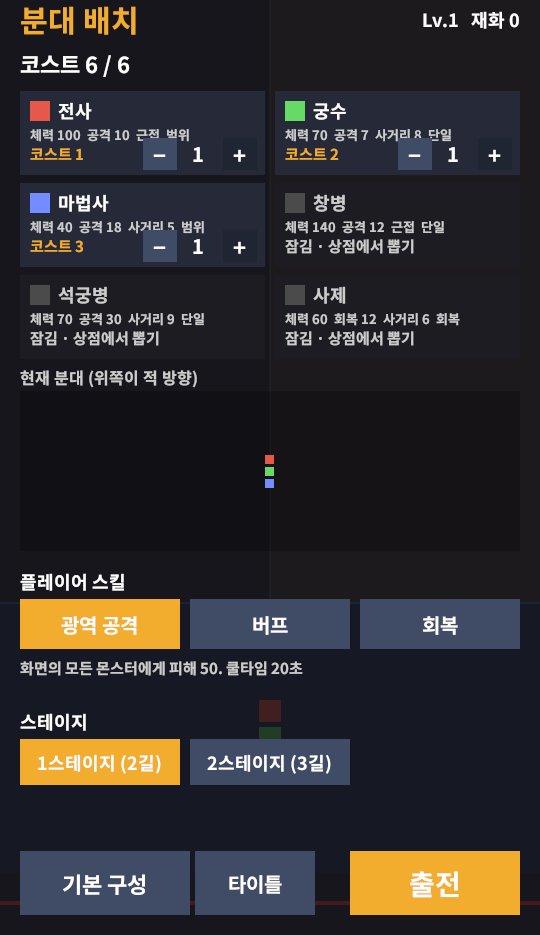 분대 배치
Lv.1 재화 0
코스트 6 / 6
전사
체력 100 공격 10 근접 범위
코스트 1
− 1 +
궁수
체력 70 공격 7 사거리 8 단일
코스트 2
− 1 +
마법사
체력 40 공격 18 사거리 5 범위
코스트 3
− 1 +
창병
체력 140 공격 12 근접 단일
잠김 · 상점에서 뽑기
석궁병
체력 70 공격 30 사거리 9 단일
잠김 · 상점에서 뽑기
사제
체력 60 회복 12 사거리 6 회복
잠김 · 상점에서 뽑기
현재 분대 (위쪽이 적 방향)
플레이어 스킬
광역 공격 버프 회복
화면의 모든 몬스터에게 피해 50. 쿨타임 20초
스테이지
1스테이지 (2길) 2스테이지 (3길)
기본 구성 타이틀 출전